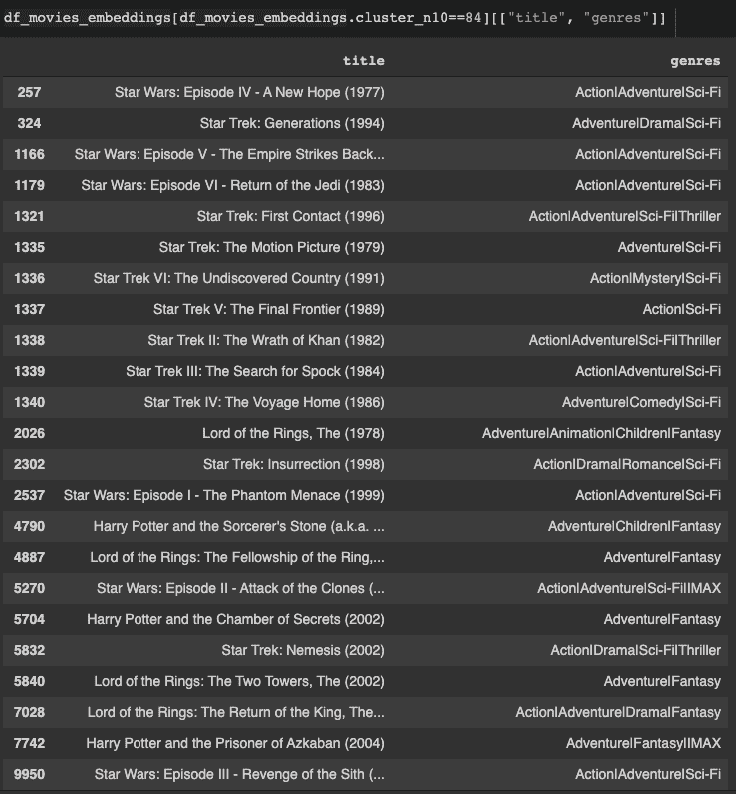 df_movies_embeddings[df_movies_embeddings.cluster_n10==84][["title", "genres"]]
title genres
257 Star Wars: Episode IV - A New Hope (1977) Action|Adventure|Sci-Fi
324 Star Trek: Generations (1994) Adventure|Drama|Sci-Fi
1166 Star Wars: Episode V - The Empire Strikes Back... Action|Adventure|Sci-Fi
1179 Star Wars: Episode VI - Return of the Jedi (1983) Action|Adventure|Sci-Fi
1321 Star Trek: First Contact (1996) Action|Adventure|Sci-Fi|Thriller
1335 Star Trek: The Motion Picture (1979) Adventure|Sci-Fi
1336 Star Trek VI: The Undiscovered Country (1991) Action|Mystery|Sci-Fi
1337 Star Trek V: The Final Frontier (1989) Action|Sci-Fi
1338 Star Trek II: The Wrath of Khan (1982) Action|Adventure|Sci-Fi|Thriller
1339 Star Trek III: The Search for Spock (1984) Action|Adventure|Sci-Fi
1340 Star Trek IV: The Voyage Home (1986) Adventure|Comedy|Sci-Fi
2026 Lord of the Rings, The (1978) Adventure|Animation|Children|Fantasy
2302 Star Trek: Insurrection (1998) Action|Drama|Romance|Sci-Fi
2537 Star Wars: Episode I - The Phantom Menace (1999) Action|Adventure|Sci-Fi
4790 Harry Potter and the Sorcerer's Stone (a.k.a. ... Adventure|Children|Fantasy
4887 Lord of the Rings: The Fellowship of the Ring,... Adventure|Fantasy
5270 Star Wars: Episode II - Attack of the Clones (... Action|Adventure|Sci-Fi|IMAX
5704 Harry Potter and the Chamber of Secrets (2002) Adventure|Fantasy
5832 Star Trek: Nemesis (2002) Action|Drama|Sci-Fi|Thriller
5840 Lord of the Rings: The Two Towers, The (2002) Adventure|Fantasy
7028 Lord of the Rings: The Return of the King, The... Action|Adventure|Drama|Fantasy
7742 Harry Potter and the Prisoner of Azkaban (2004) Adventure|Fantasy|IMAX
9950 Star Wars: Episode III - Revenge of the Sith (... Action|Adventure|Sci-Fi